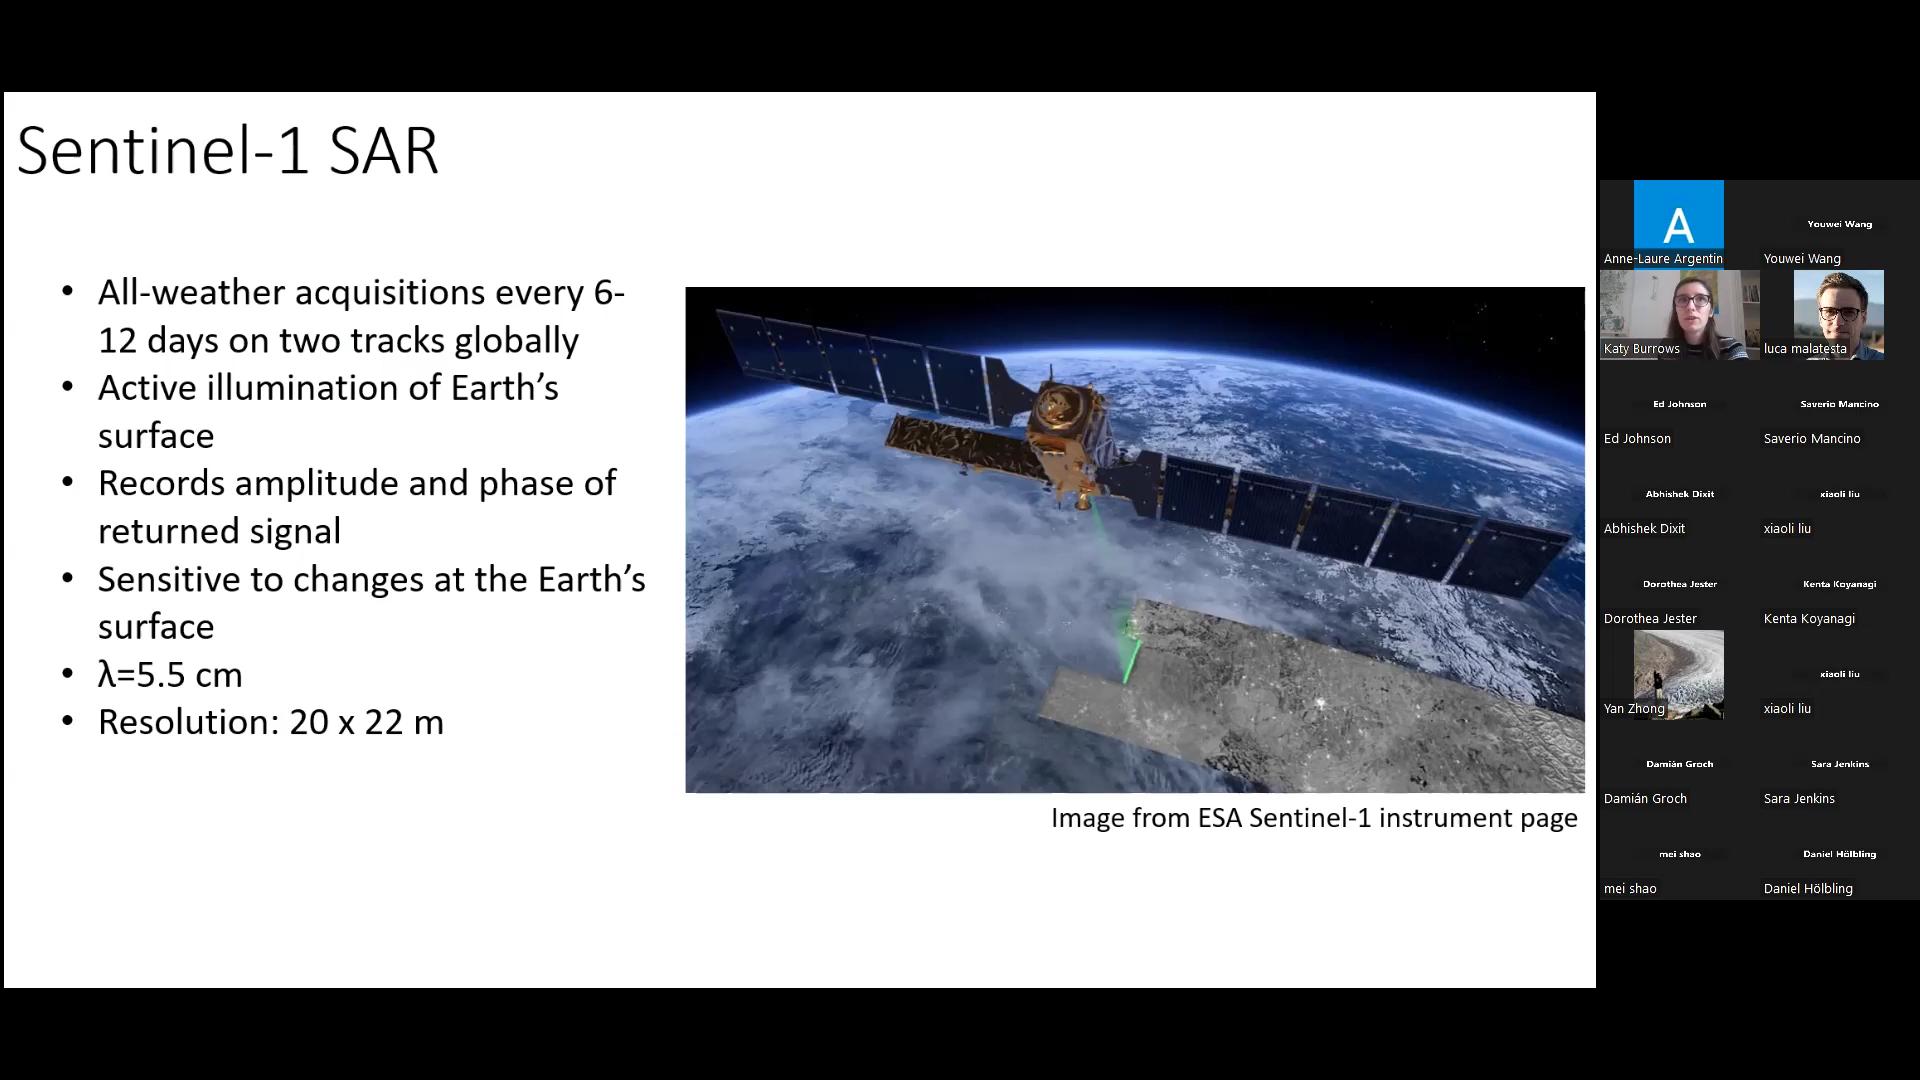 Sentinel-1 SAR
• All-weather acquisitions every 6-
12 days on two tracks globally
• Active illumination of Earth’s
surface
• Records amplitude and phase of
returned signal
• Sensitive to changes at the Earth’s
surface
• λ=5.5 cm
• Resolution: 20 x 22 m
Image from ESA Sentinel-1 instrument page
A
Anne-Laure Argentin
Youwei Wang
Youwei Wang
Katy Burrows
luca malatesta
Ed Johnson
Ed Johnson
Saverio Mancino
Saverio Mancino
Abhishek Dixit
Abhishek Dixit
xiaoli liu
xiaoli liu
Dorothea Jester
Dorothea Jester
Kenta Koyanagi
Kenta Koyanagi
Yan Zhong
xiaoli liu
xiaoli liu
Damián Groch
Damián Groch
Sara Jenkins
Sara Jenkins
mei shao
mei shao
Daniel Hölbling
Daniel Hölbling